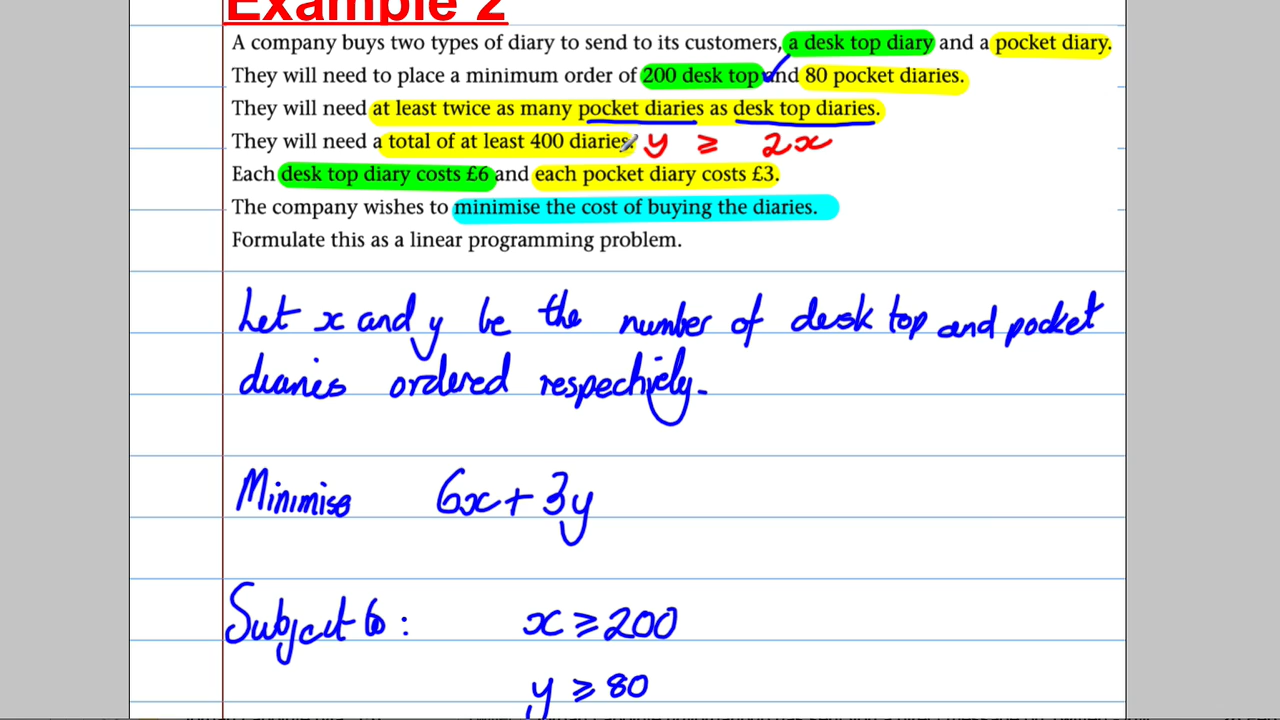 Example 2
A company buys two types of diary to send to its customers, a desk top diary and a pocket diary.
They will need to place a minimum order of 200 desk top and 80 pocket diaries.
They will need at least twice as many pocket diaries as desk top diaries.
They will need a total of at least 400 diaries. y ⩾ 2x
Each desk top diary costs £6 and each pocket diary costs £3.
The company wishes to minimise the cost of buying the diaries.
Formulate this as a linear programming problem.
Let x and y be the number of desk top and pocket
diaries ordered respectively.
Minimise 6x + 3y
Subject to : x ⩾ 200
y ⩾ 80